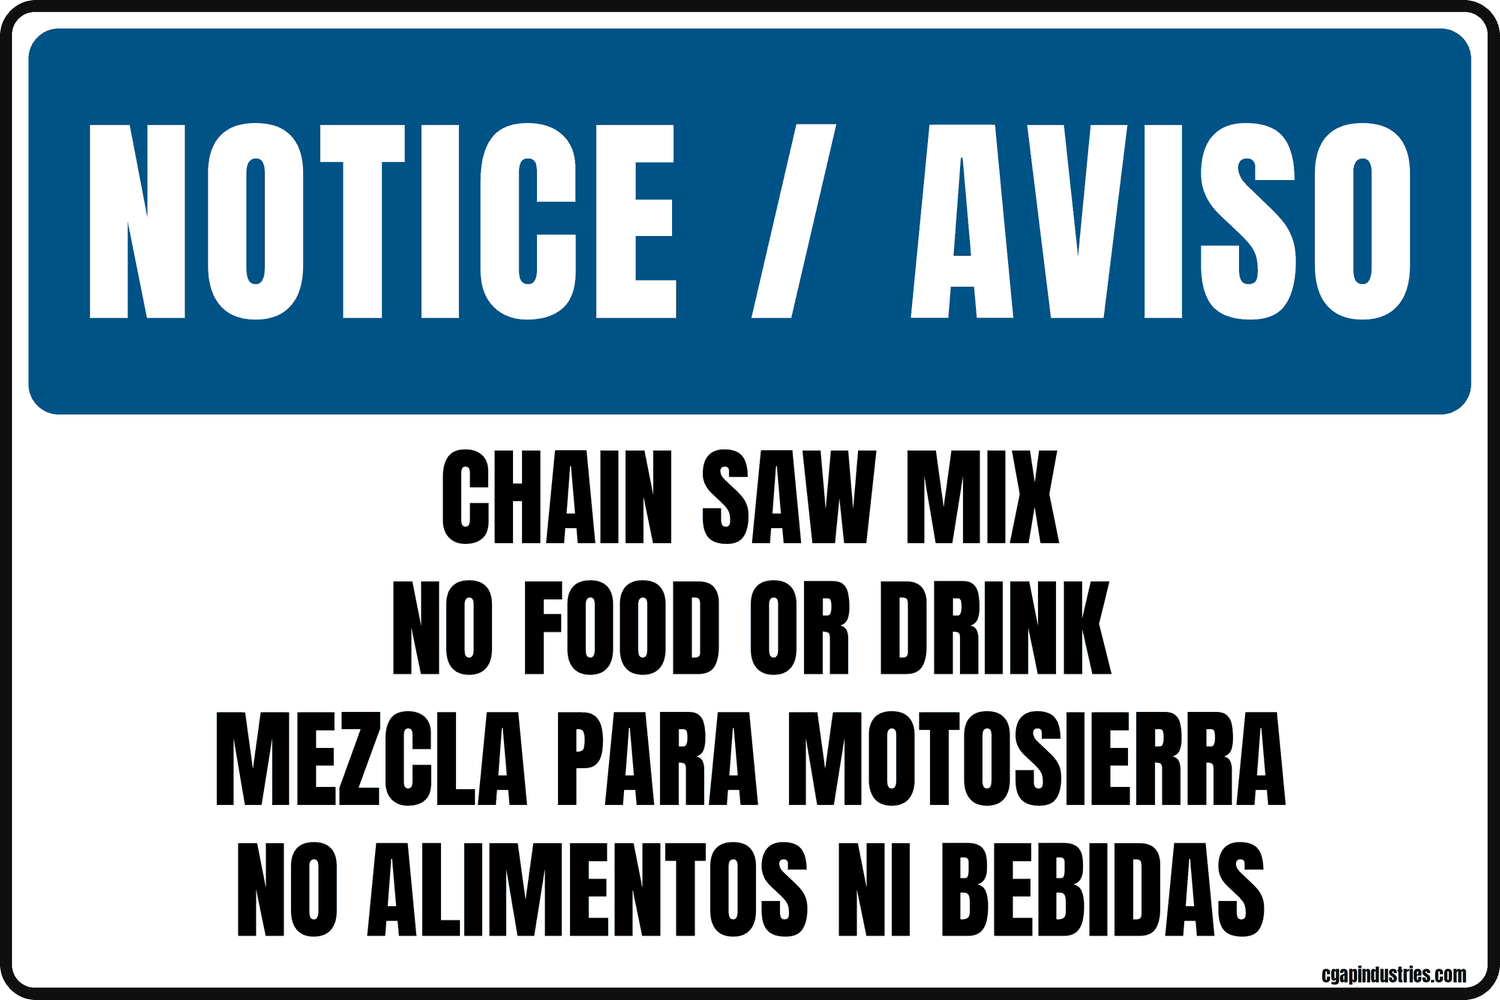 NOTICE / AVISO
CHAIN SAW MIX
NO FOOD OR DRINK
MEZCLA PARA MOTOSIERRA
NO ALIMENTOS NI BEBIDAS
cgapindustries.com